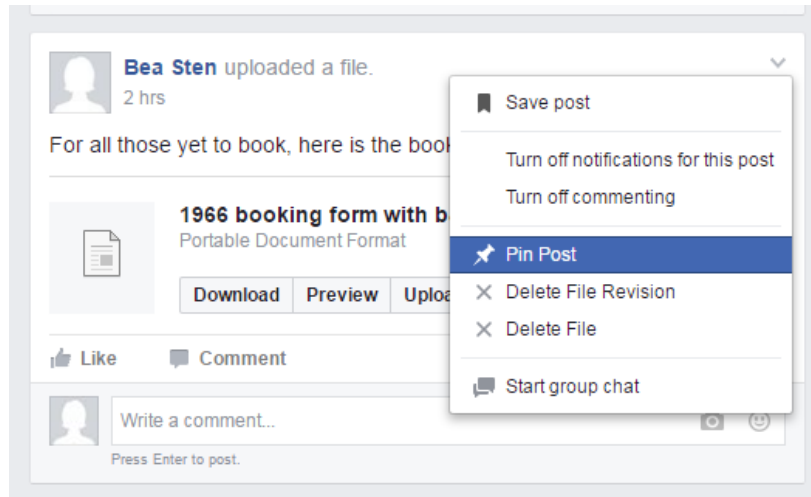 Bea Sten uploaded a file.
2 hrs
For all those yet to book, here is the
1966 booking form with
Portable Document Format
Download Preview
Like Comment
Write a comment...
Press Enter to post.
Save post
Turn off notifications for this post
Turn off commenting
Pin Post
Delete File Revision
Delete File
Start group chat